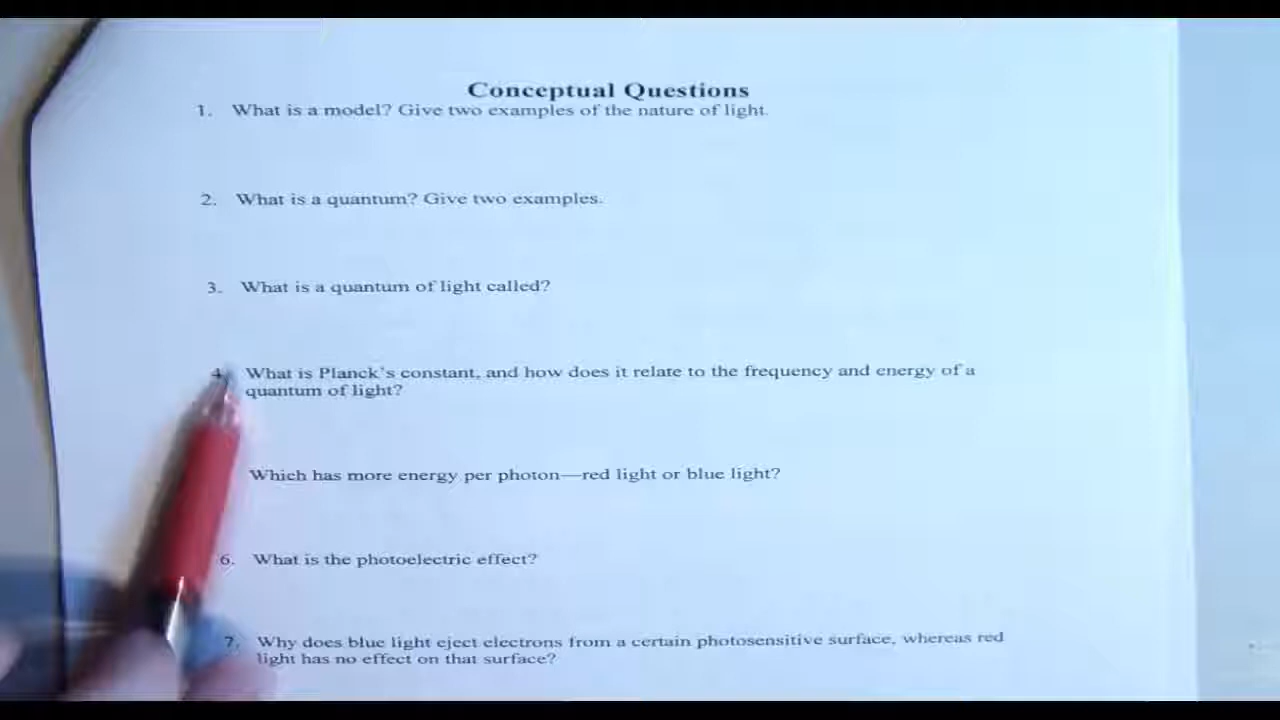 Conceptual Questions
1. What is a model? Give two examples of the nature of light.
2. What is a quantum? Give two examples.
3. What is a quantum of light called?
4. What is Planck's constant, and how does it relate to the frequency and energy of a
quantum of light?
Which has more energy per photon—red light or blue light?
6. What is the photoelectric effect?
7. Why does blue light eject electrons from a certain photosensitive surface, whereas red
light has no effect on that surface?